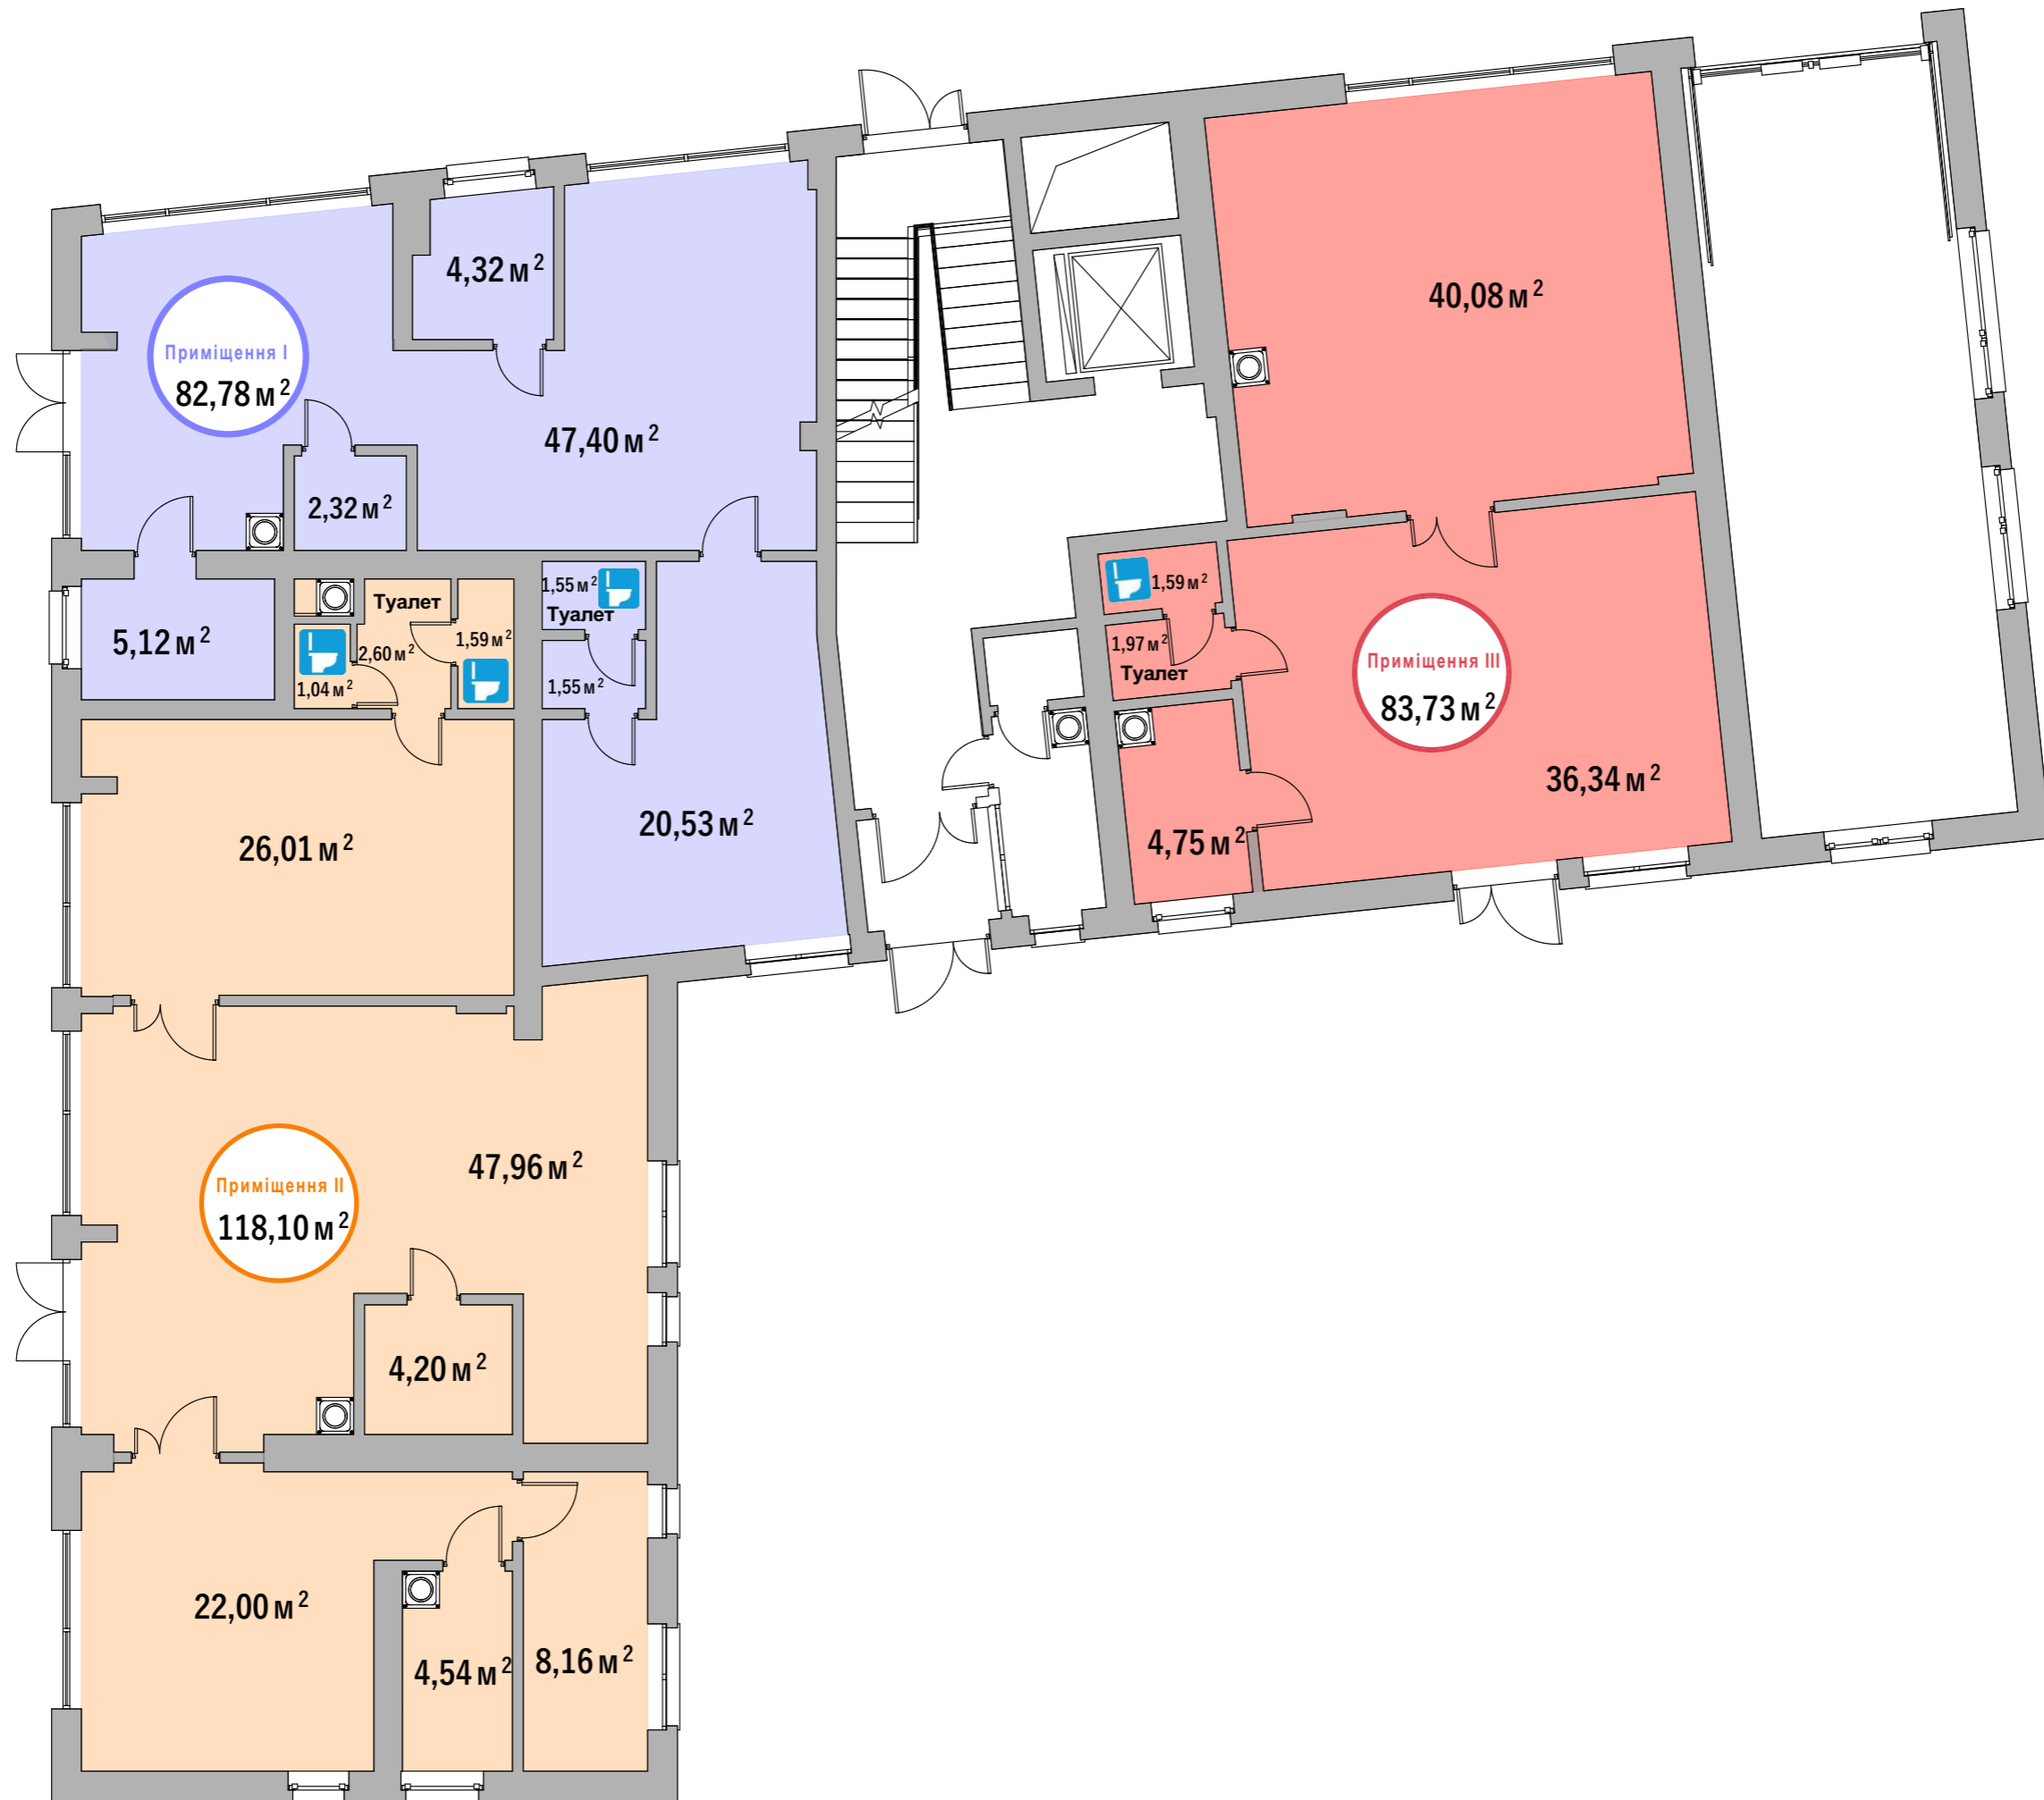 4,32 м²
40,08 м²
Приміщення I
82,78 м²
47,40 м²
2,32 м²
1,55 м²
Туалет
1,59 м²
Туалет
5,12 м²
2,60 м²
1,59 м²
1,04 м²
1,55 м²
1,97 м²
Туалет
Приміщення III
83,73 м²
36,34 м²
20,53 м²
26,01 м²
4,75 м²
47,96 м²
Приміщення II
118,10 м²
4,20 м²
22,00 м²
4,54 м²
8,16 м²